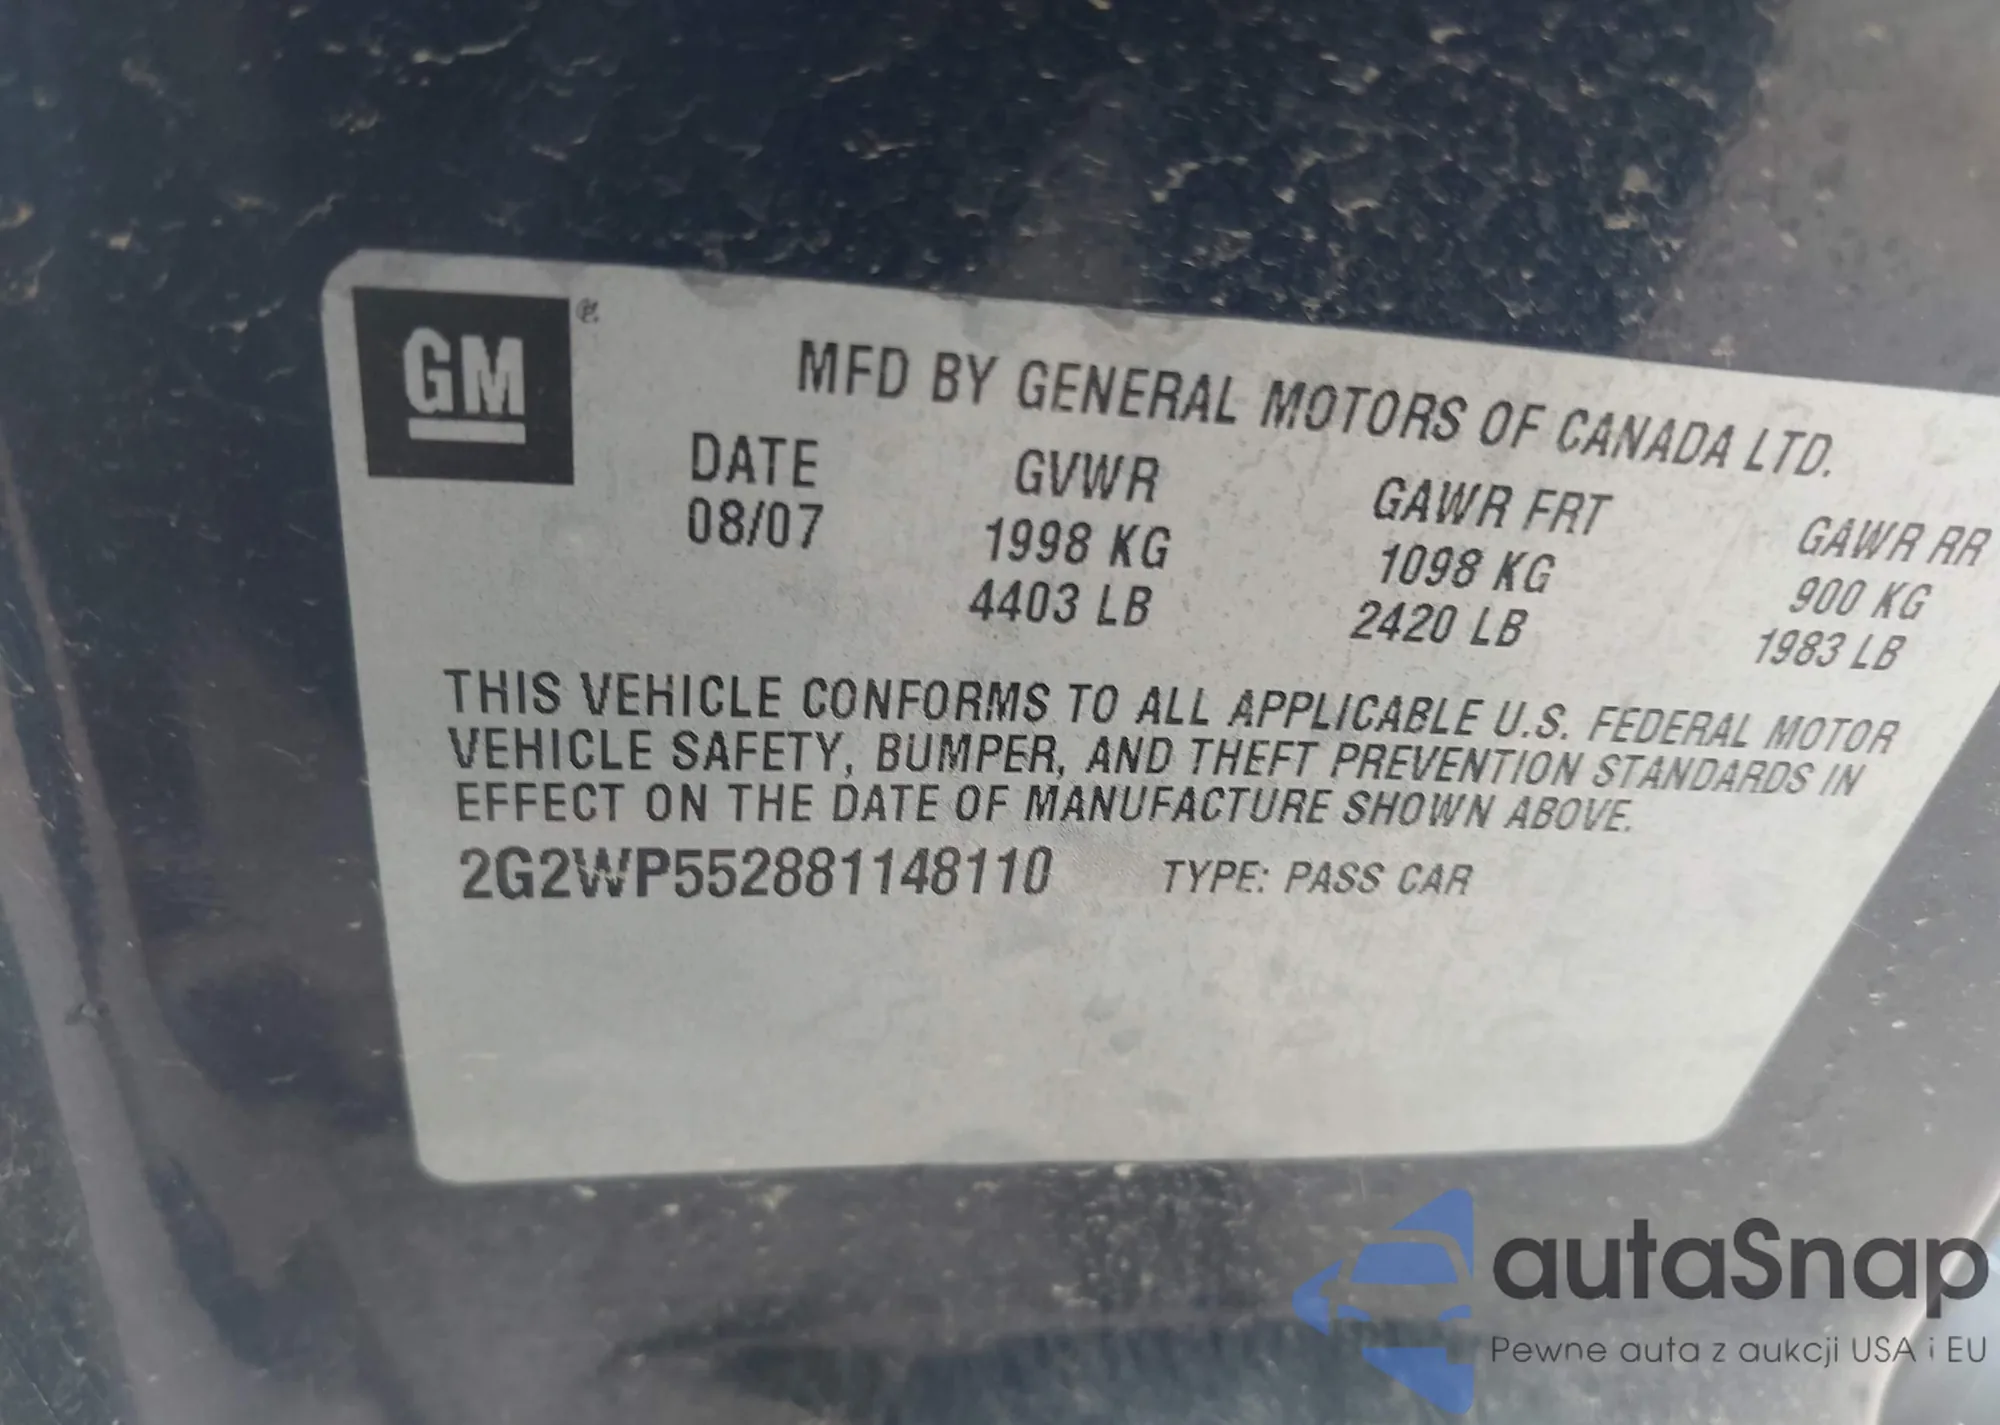 GM
MFD BY GENERAL MOTORS OF CANADA LTD.
DATE GVWR GAWR FRT GAWR RR
08/07 1998 KG 1098 KG 900 KG
4403 LB 2420 LB 1983 LB
THIS VEHICLE CONFORMS TO ALL APPLICABLE U.S. FEDERAL MOTOR
VEHICLE SAFETY, BUMPER, AND THEFT PREVENTION STANDARDS IN
EFFECT ON THE DATE OF MANUFACTURE SHOWN ABOVE.
2G2WP552881148110 TYPE: PASS CAR
autaSnap
Pewne auta z aukcji USA i EU